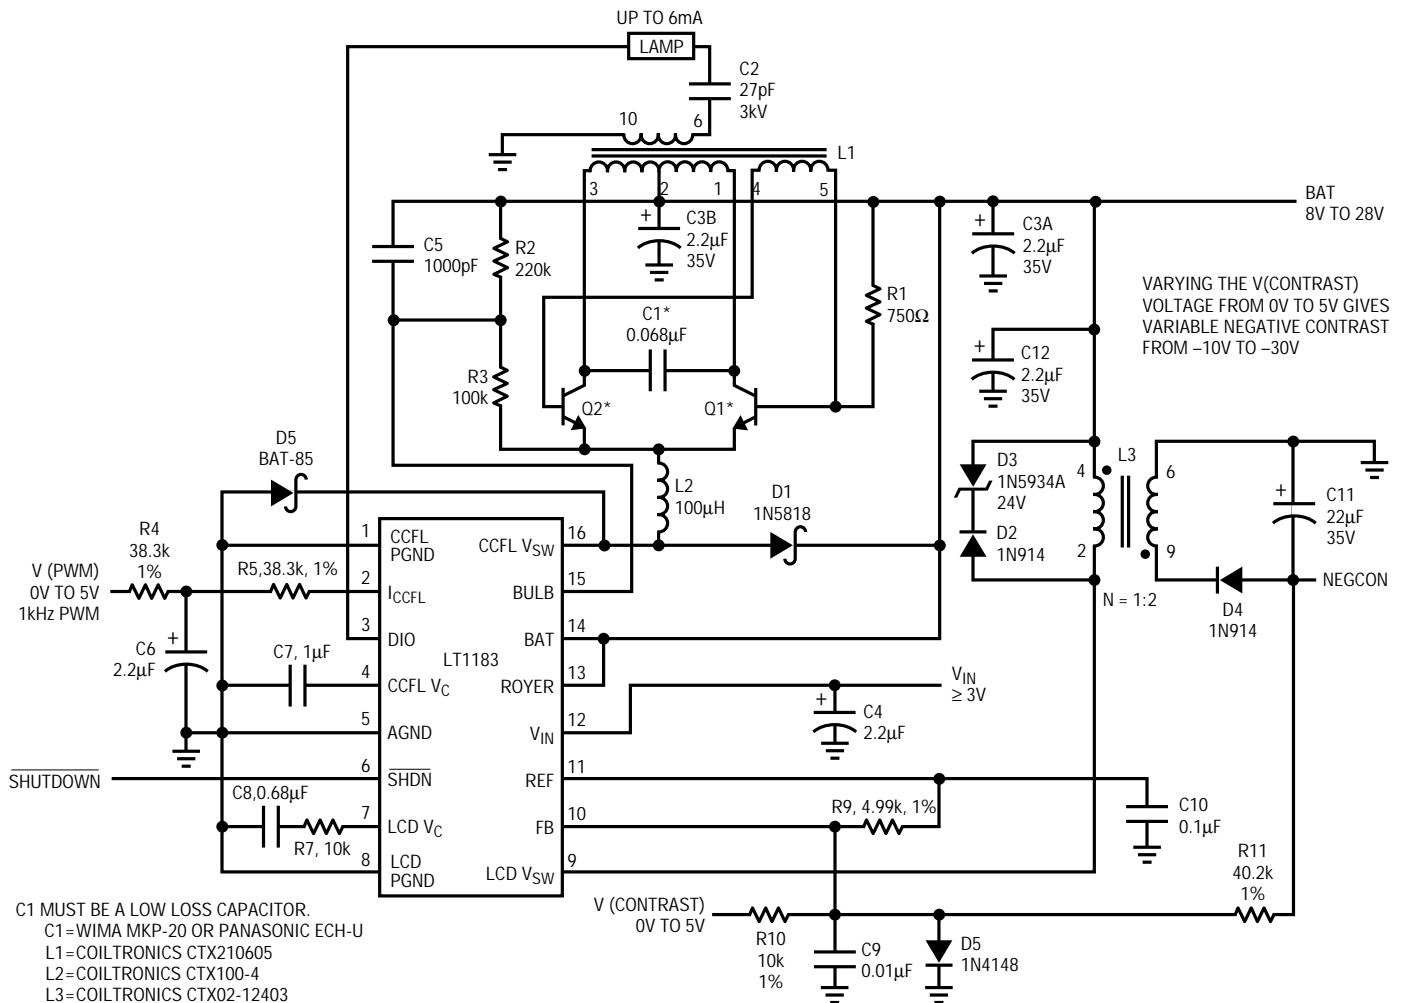 UP TO 6mA
LAMP
C2
27pF
3kV
10
6
L1
3
2
1
4
5
BAT
8V TO 28V
C5
1000pF
R2
220k
C3B
2.2µF
35V
+
C3A
2.2µF
35V
+
R1
750Ω
VARYING THE V(CONTRAST)
VOLTAGE FROM 0V TO 5V GIVES
VARIABLE NEGATIVE CONTRAST
FROM –10V TO –30V
C1*
0.068µF
C12
2.2µF
35V
+
R3
100k
Q2*
Q1*
D5
BAT-85
L2
100µH
D1
1N5818
D3
1N5934A
24V
D2
1N914
4
2
L3
6
9
N = 1:2
C11
22µF
35V
+
NEGCON
D4
1N914
R4
38.3k
1%
V (PWM)
0V TO 5V
1kHz PWM
R5,38.3k, 1%
C6
2.2µF
+
C7, 1µF
SHUTDOWN
C8,0.68µF
R7, 10k
1
CCFL
PGND
2
ICCFL
3
DIO
4
CCFL VC
5
AGND
6
SHDN
7
LCD VC
8
LCD
PGND
LT1183
16
CCFL VSW
15
BULB
14
BAT
13
ROYER
12
VIN
11
REF
10
FB
9
LCD VSW
VIN
≥ 3V
C4
2.2µF
+
R9, 4.99k, 1%
C10
0.1µF
R11
40.2k
1%
V (CONTRAST)
0V TO 5V
R10
10k
1%
C9
0.01µF
D5
1N4148
C1 MUST BE A LOW LOSS CAPACITOR.
C1=WIMA MKP-20 OR PANASONIC ECH-U
L1=COILTRONICS CTX210605
L2=COILTRONICS CTX100-4
L3=COILTRONICS CTX02-12403